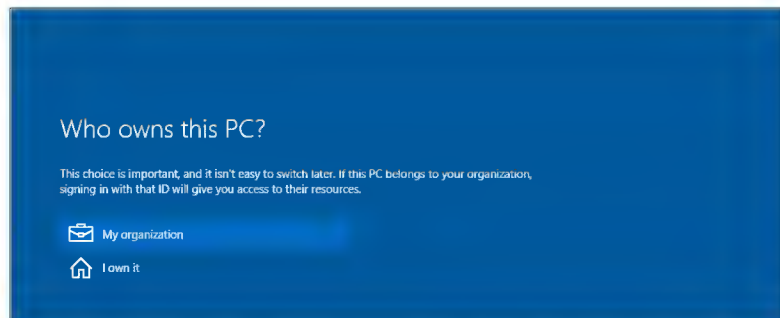 Who owns this PC?
This choice is important, and it isn't easy to switch later. If this PC belongs to your organization,
signing in with that ID will give you access to their resources.
My organization
I own it